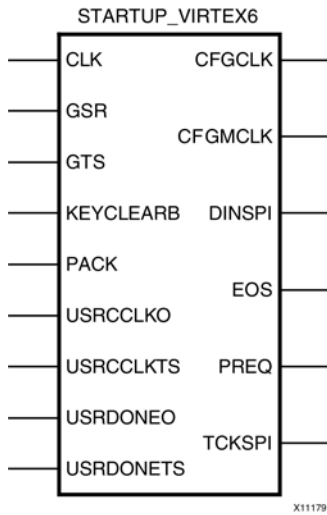 STARTUP_VIRTEX6
CLK CFGCLK
GSR
CFGMCLK
GTS
KEYCLEARB DINSPI
PACK
EOS
USRCCLKO
USRCCLKTS PREQ
USRDONEO
TCKSPI
USRDONETS
X11179